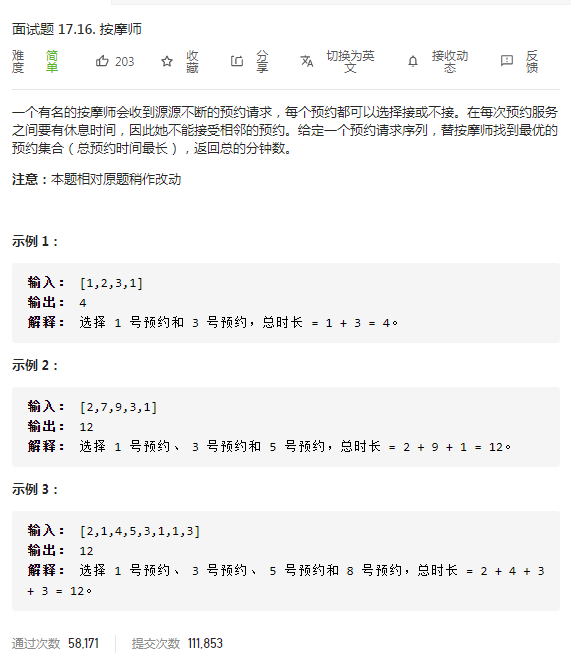 面试题 17.16. 按摩师
难度 简单 203 收藏 分享 切换为英文 接收动态 反馈
一个有名的按摩师会收到源源不断的预约请求，每个预约都可以选择接或不接。在每次预约服务
之间要有休息时间，因此她不能接受相邻的预约。给定一个预约请求序列，替按摩师找到最优的
预约集合（总预约时间最长），返回总的分钟数。
注意：本题相对原题稍作改动
示例 1：
输入： [1,2,3,1]
输出： 4
解释： 选择 1 号预约和 3 号预约，总时长 = 1 + 3 = 4。
示例 2：
输入： [2,7,9,3,1]
输出： 12
解释： 选择 1 号预约、 3 号预约和 5 号预约，总时长 = 2 + 9 + 1 = 12。
示例 3：
输入： [2,1,4,5,3,1,1,3]
输出： 12
解释： 选择 1 号预约、 3 号预约、 5 号预约和 8 号预约，总时长 = 2 + 4 + 3
+ 3 = 12。
通过次数 58,171 提交次数 111,853